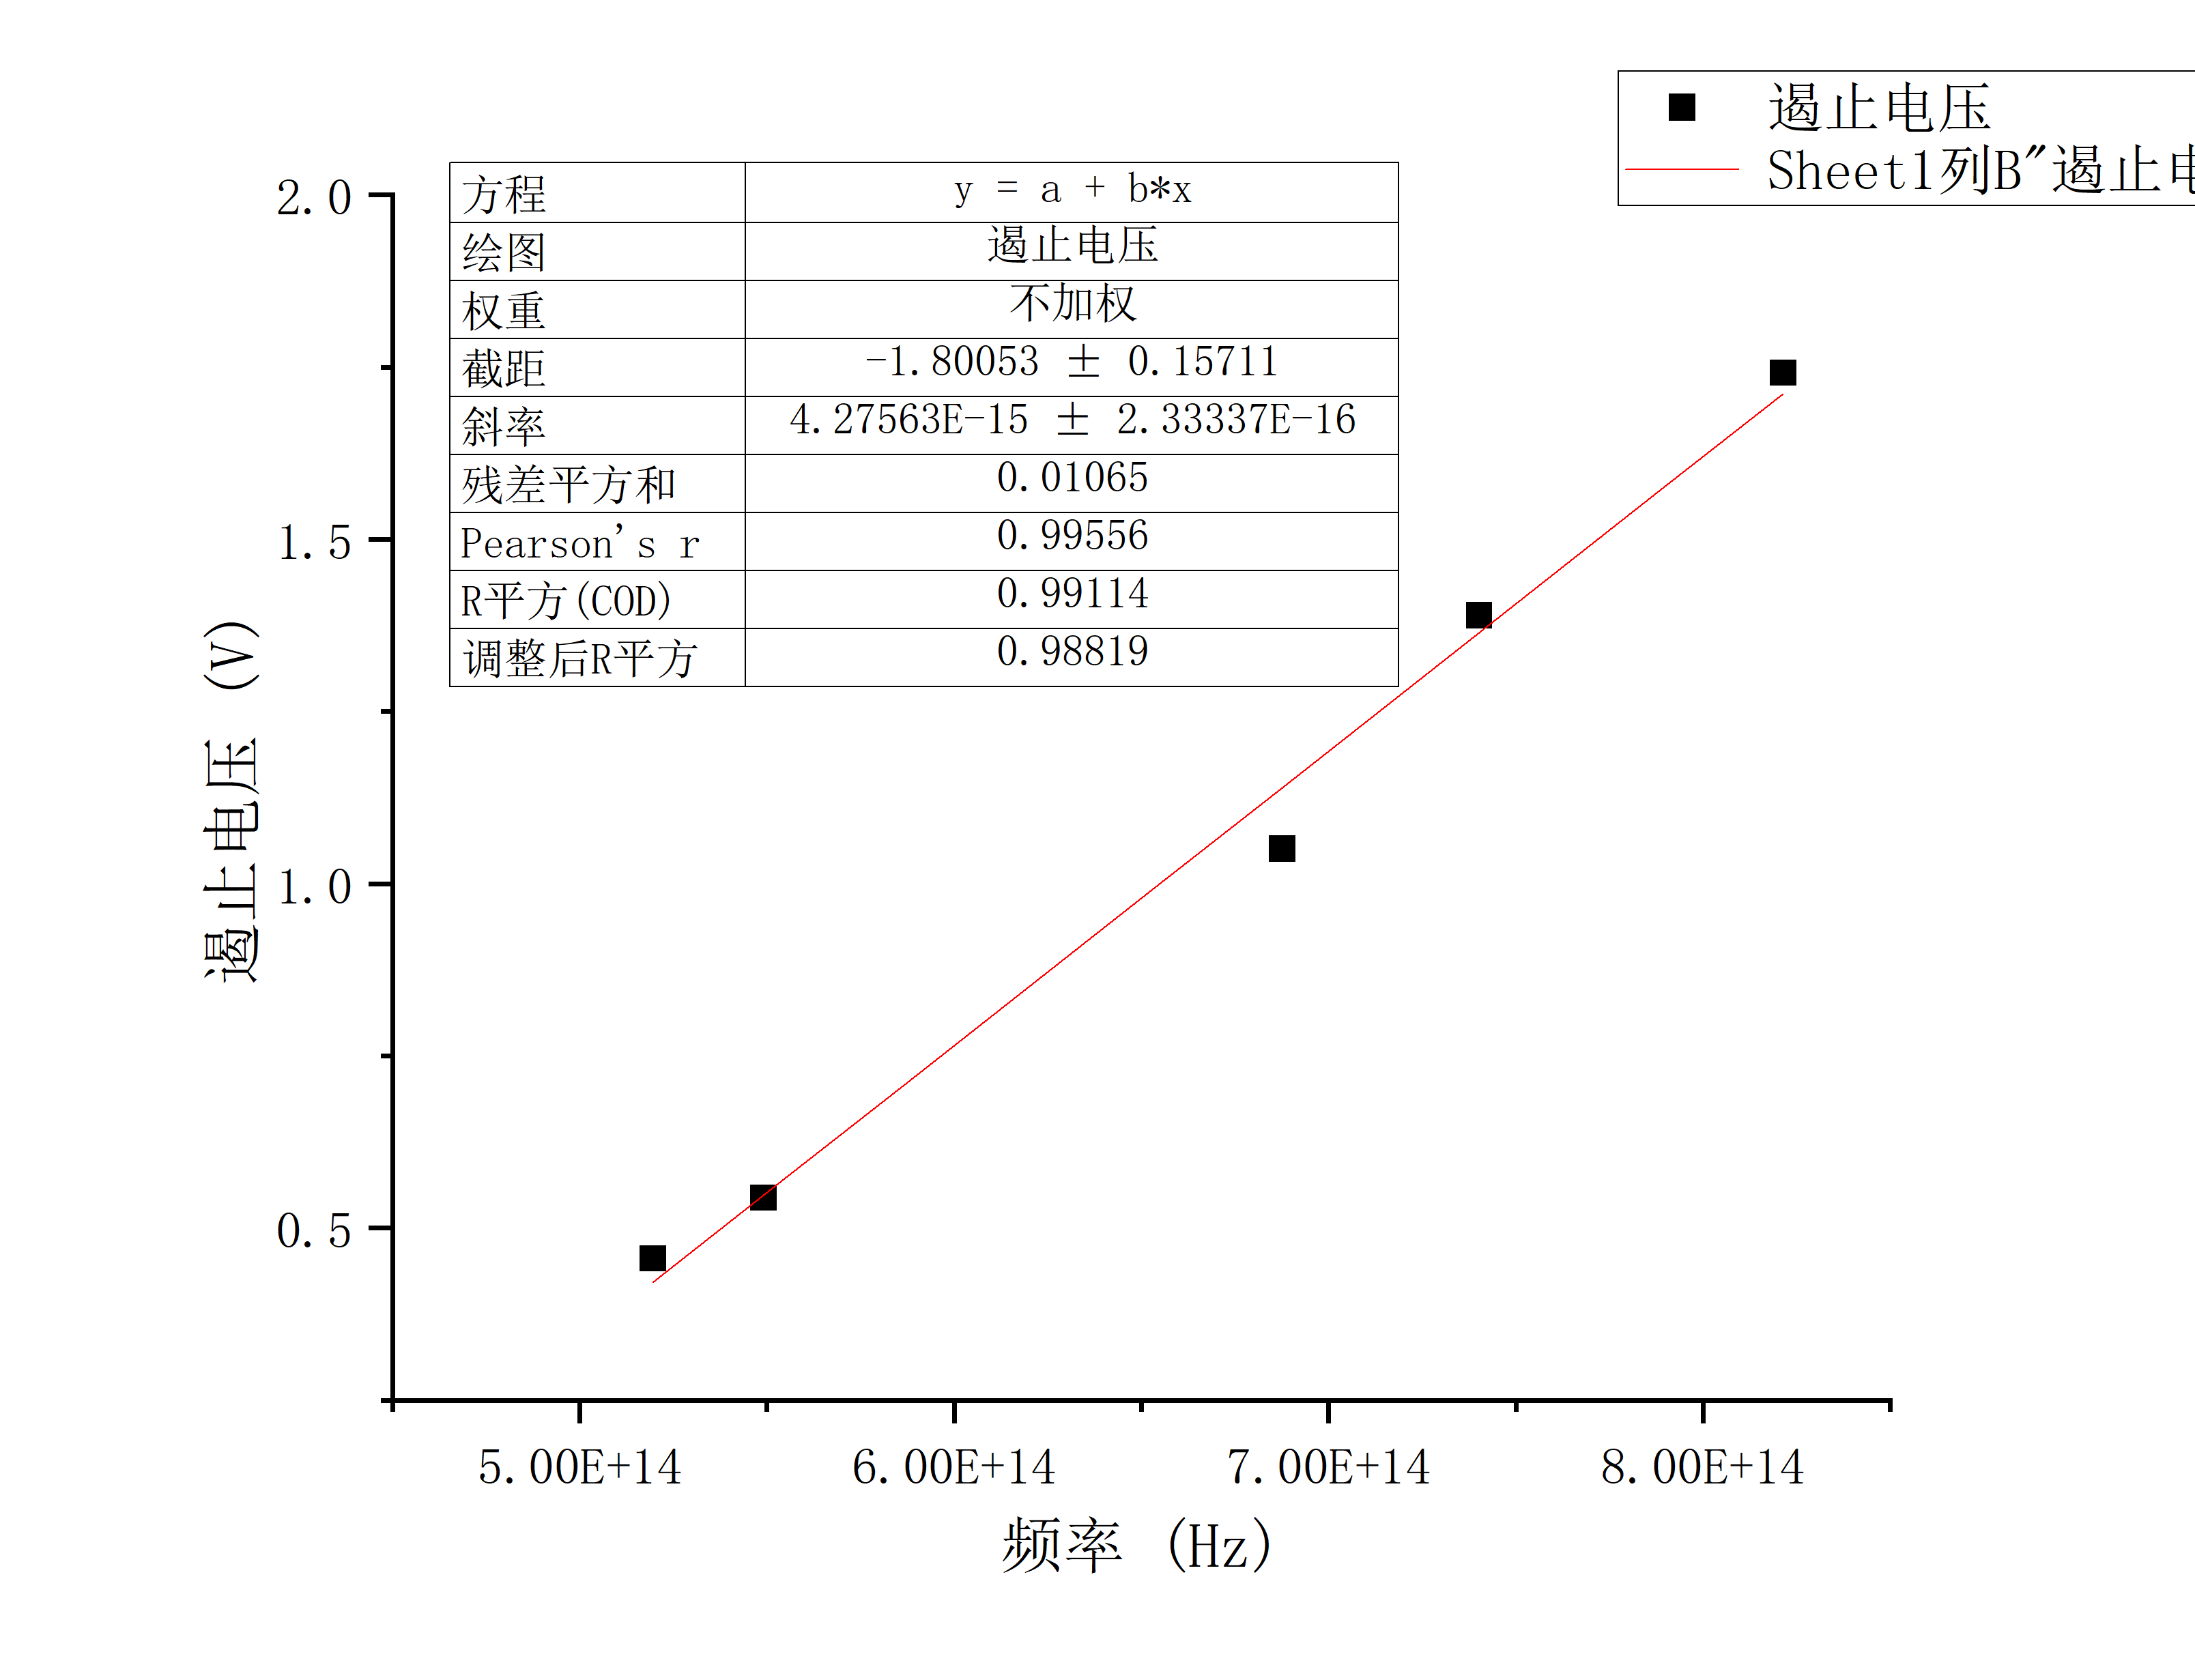 遏止电压
Sheet1列B"遏止电
方程 y = a + b*x
绘图 遏止电压
权重 不加权
截距 -1.80053 ± 0.15711
斜率 4.27563E-15 ± 2.33337E-16
残差平方和 0.01065
Pearson's r 0.99556
R平方(COD) 0.99114
调整后R平方 0.98819
2.0
1.5
1.0
0.5
遏止电压 (V)
5.00E+14 6.00E+14 7.00E+14 8.00E+14
频率 (Hz)